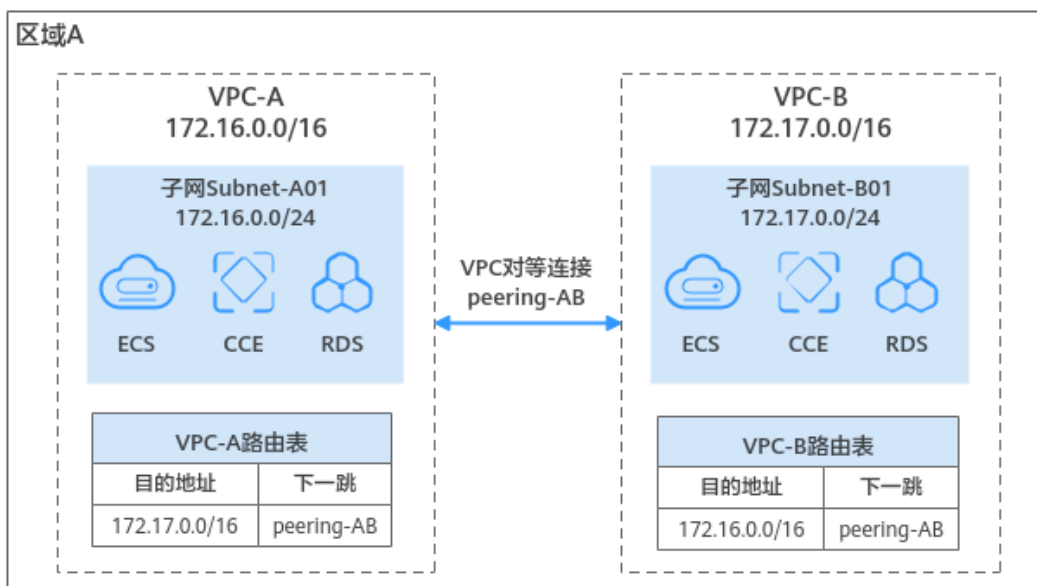 区域A
VPC-A
172.16.0.0/16
子网Subnet-A01
172.16.0.0/24
ECS CCE RDS
VPC-A路由表
目的地址 下一跳
172.17.0.0/16 peering-AB
VPC对等连接
peering-AB
VPC-B
172.17.0.0/16
子网Subnet-B01
172.17.0.0/24
ECS CCE RDS
VPC-B路由表
目的地址 下一跳
172.16.0.0/16 peering-AB